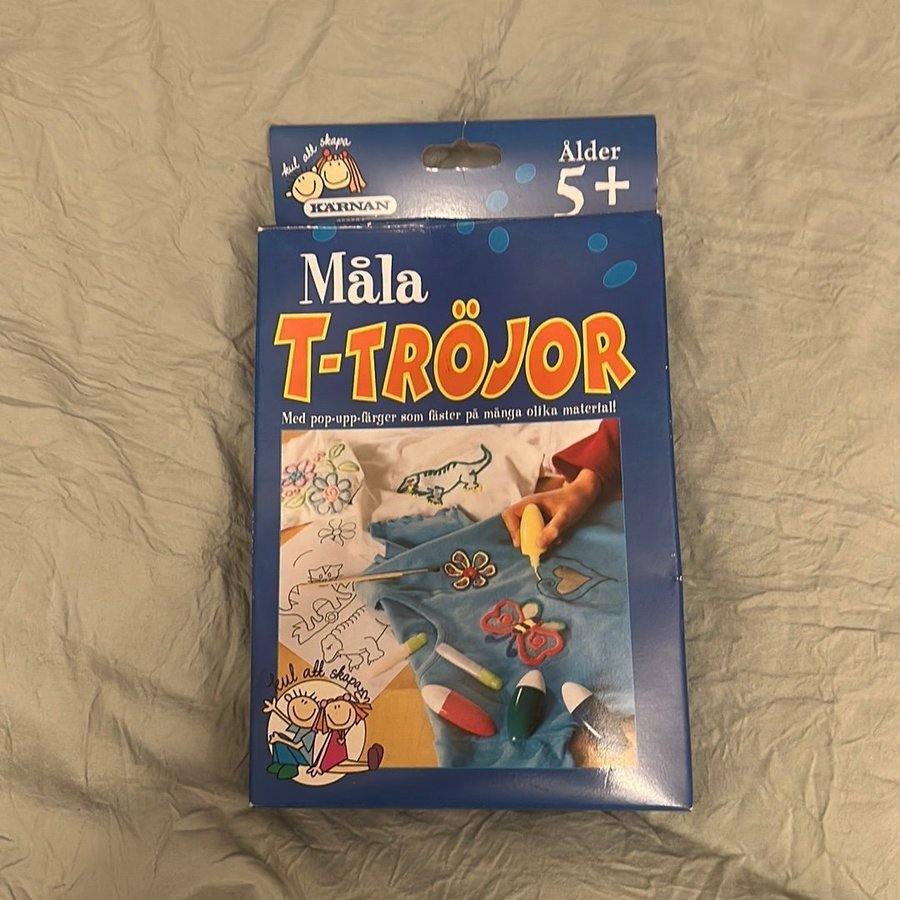 kul att skapa
KÄRNAN
Ålder
5+
Måla
T-TRÖJOR
Med pop-upp-färger som fäster på många olika material!
kul att skapa